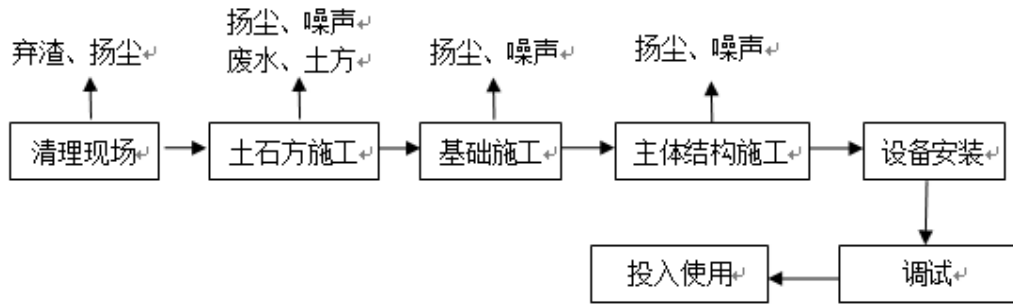 弃渣、扬尘
扬尘、噪声
废水、土方
扬尘、噪声
扬尘、噪声
清理现场
土石方施工
基础施工
主体结构施工
设备安装
调试
投入使用